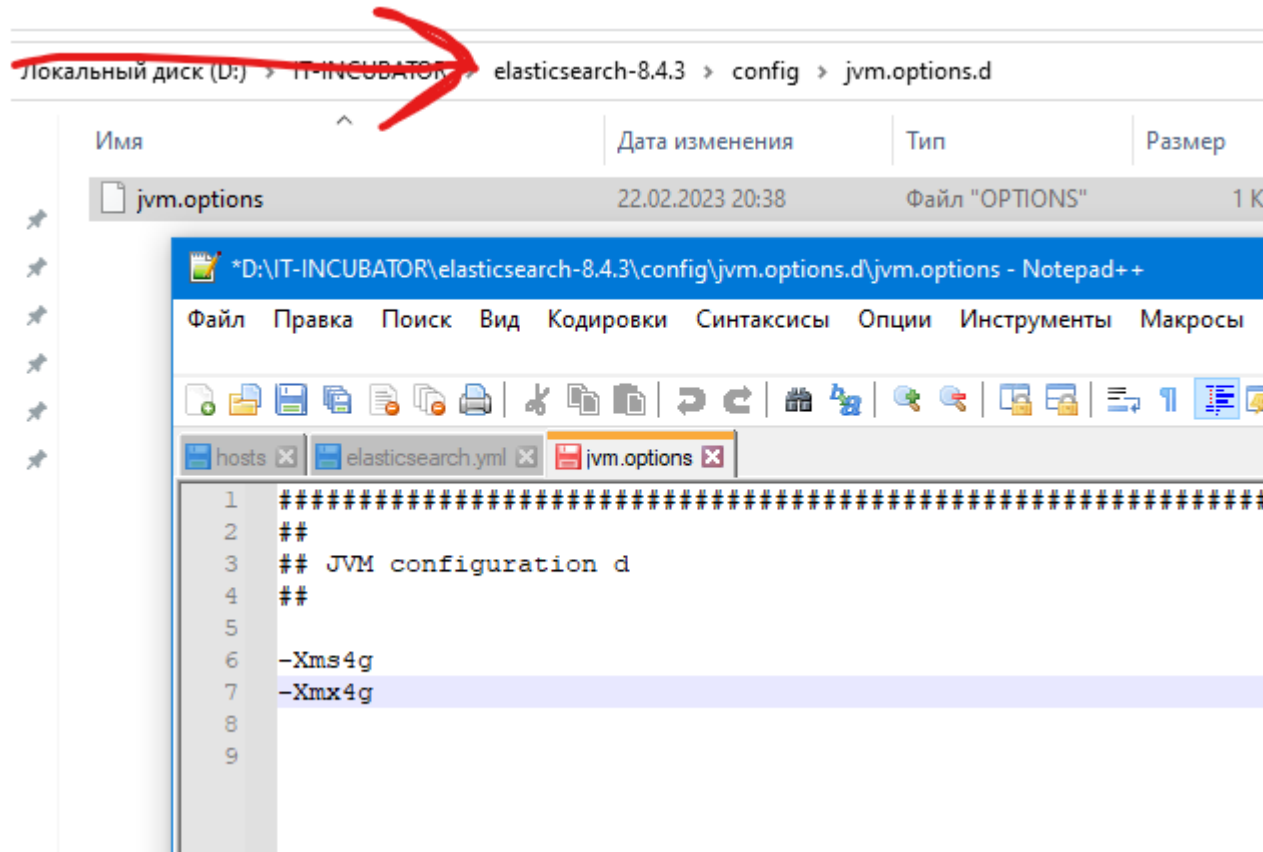 Локальный диск (D:) > IT-INCUBATOR > elasticsearch-8.4.3 > config > jvm.options.d
Имя Дата изменения Тип Размер
jvm.options 22.02.2023 20:38 Файл "OPTIONS" 1 K
*D:\IT-INCUBATOR\elasticsearch-8.4.3\config\jvm.options.d\jvm.options - Notepad++
Файл Правка Поиск Вид Кодировки Синтаксисы Опции Инструменты Макросы
hosts elasticsearch.yml jvm.options
1 ##############################################################
2 ##
3 ## JVM configuration d
4 ##
5
6 -Xms4g
7 -Xmx4g
8
9